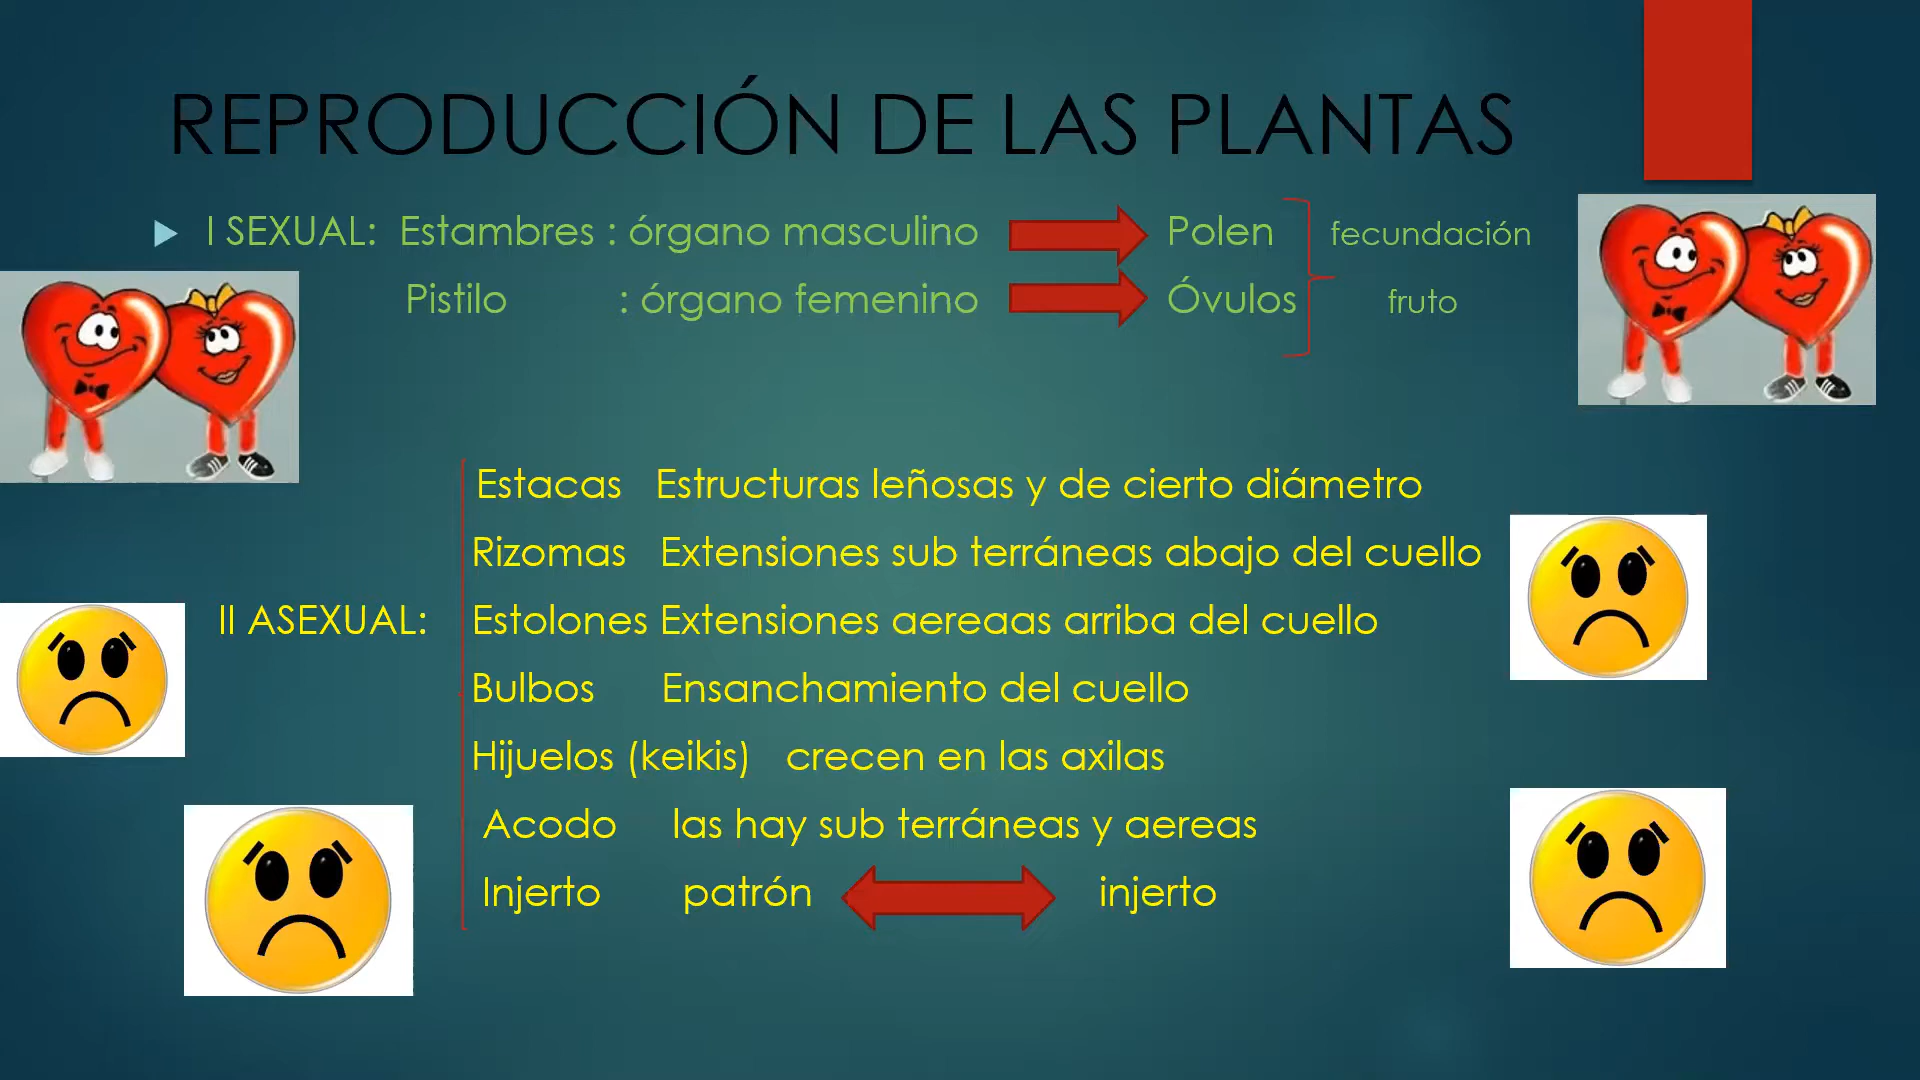 REPRODUCCIÓN DE LAS PLANTAS
I SEXUAL: Estambres : órgano masculino Polen fecundación
Pistilo : órgano femenino Óvulos fruto
Estacas Estructuras leñosas y de cierto diámetro
Rizomas Extensiones sub terráneas abajo del cuello
II ASEXUAL: Estolones Extensiones aereaas arriba del cuello
Bulbos Ensanchamiento del cuello
Hijuelos (keikis) crecen en las axilas
Acodo las hay sub terráneas y aereas
Injerto patrón injerto